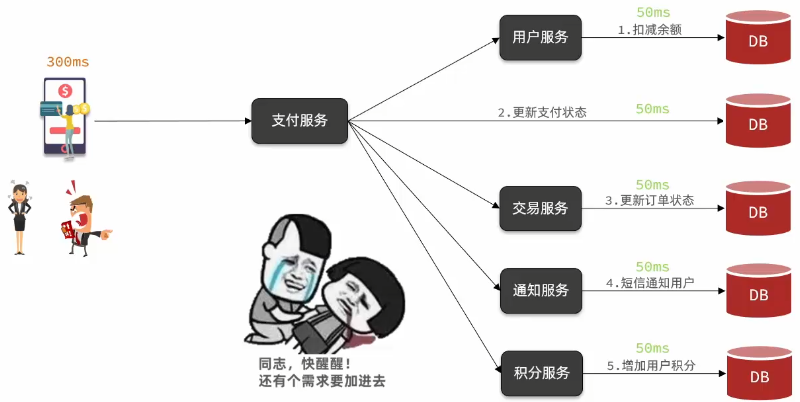 300ms
支付服务
用户服务
50ms
1.扣减余额
DB
2.更新支付状态
50ms
DB
交易服务
50ms
3.更新订单状态
DB
通知服务
50ms
4.短信通知用户
DB
积分服务
50ms
5.增加用户积分
DB
同志，快醒醒！
还有个需求要加进去